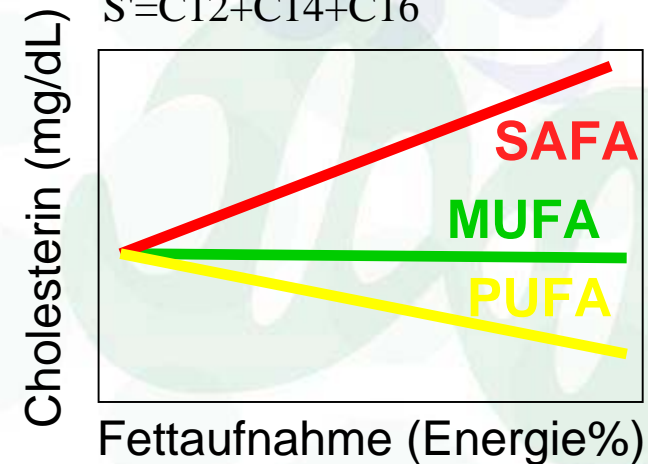 S'=C12+C14+C16
Cholesterin (mg/dL)
SAFA
MUFA
PUFA
Fettaufnahme (Energie%)